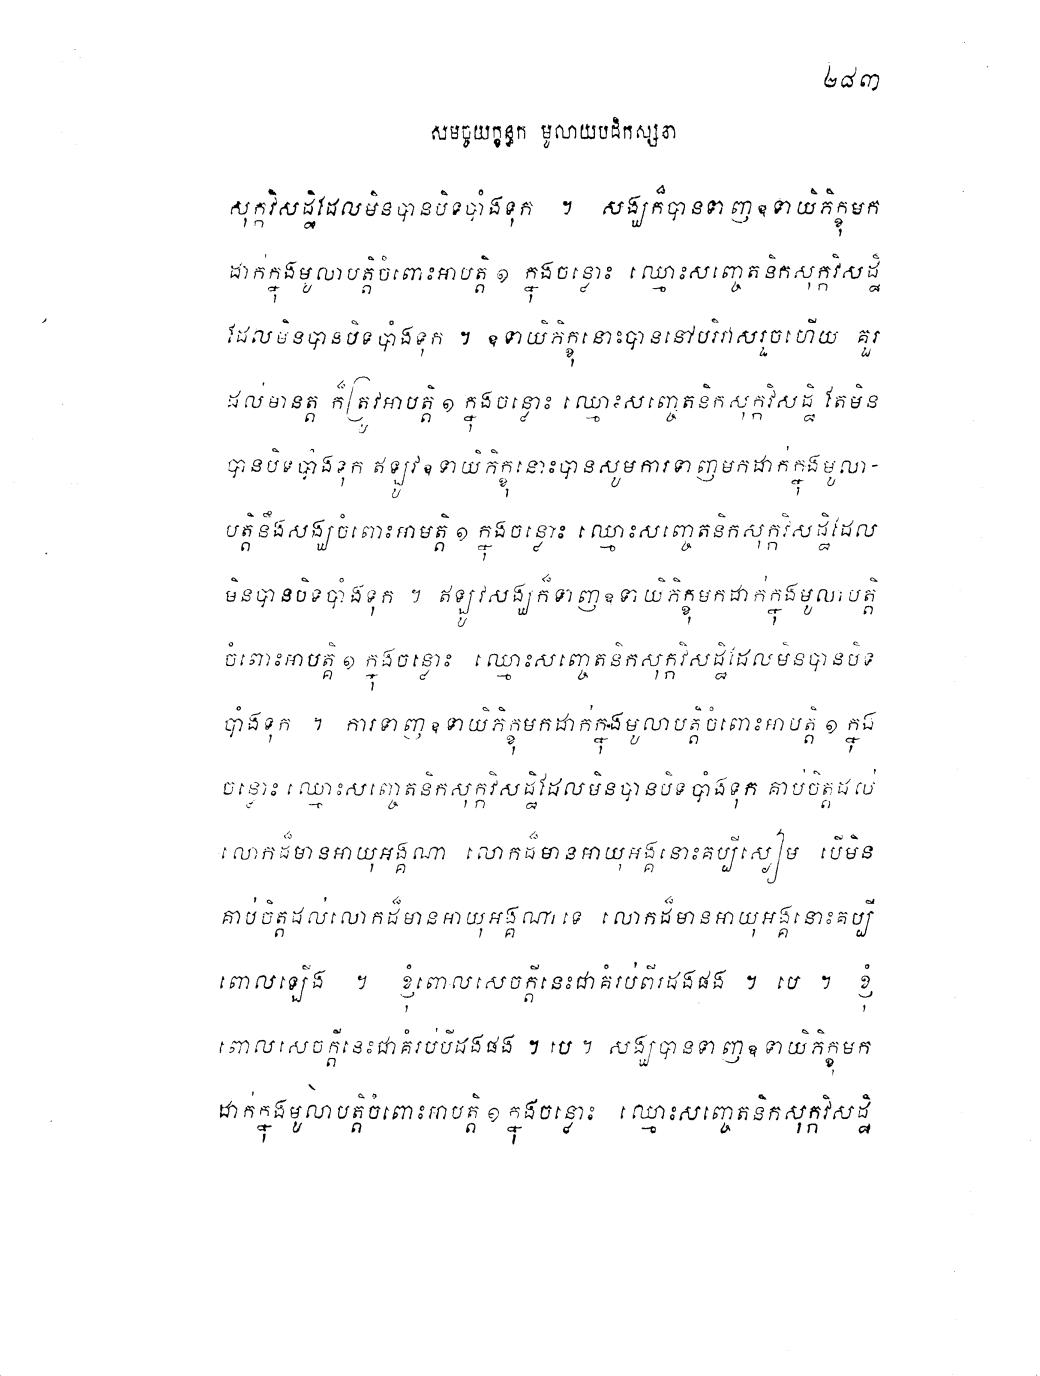 ២៨៣
សមច្ចយក្ខន្ធក មូលាយបដិកស្សនា
សុក្កវិសដ្ឋិដែលមិនបានបិទបាំងទុក ។ សង្ឃក៏បានទាញឧទាយិភិក្ខុមក
ដាក់ក្នុងមូលាបត្តិចំពោះអាបត្តិ ១ ក្នុងចន្លោះ ឈ្មោះសញ្ចេតនិកសុក្កវិសដ្ឋិ
ដែលមិនបានបិទបាំងទុក ។ ឧទាយិភិក្ខុនោះបាននៅបរិវាសរួចហើយ គួរ
ដល់មានត្ត ក៏ត្រូវអាបត្តិ ១ ក្នុងចន្លោះ ឈ្មោះសញ្ចេតនិកសុក្កវិសដ្ឋិ តែមិន
បានបិទបាំងទុក ឥឡូវឧទាយិភិក្ខុនោះបានសូមការទាញមកដាក់ក្នុងមូលា-
បត្តិនឹងសង្ឃចំពោះអាមត្តិ ១ ក្នុងចន្លោះ ឈ្មោះសញ្ចេតនិកសុក្កវិសដ្ឋិដែល
មិនបានបិទបាំងទុក ។ ឥឡូវសង្ឃក៏ទាញឧទាយិភិក្ខុមកដាក់ក្នុងមូលាបត្តិ
ចំពោះអាបត្តិ ១ ក្នុងចន្លោះ ឈ្មោះសញ្ចេតនិកសុក្កវិសដ្ឋិដែលមិនបានបិទ
បាំងទុក ។ ការទាញឧទាយិភិក្ខុមកដាក់ក្នុងមូលាបត្តិចំពោះអាបត្តិ ១ ក្នុង
ចន្លោះ ឈ្មោះសញ្ចេតនិកសុក្កវិសដ្ឋិដែលមិនបានបិទបាំងទុក គាប់ចិត្តដល់
លោកដ៏មានអាយុអង្គណា លោកដ៏មានអាយុអង្គនោះគប្បីស្ងៀម បើមិន
គាប់ចិត្តដល់លោកដ៏មានអាយុអង្គណាទេ លោកដ៏មានអាយុអង្គនោះគប្បី
ពោលឡើង ។ ខ្ញុំពោលសេចក្តីនេះជាគំរប់ពីរដងផង ។ បេ ។ ខ្ញុំ
ពោលសេចក្តីនេះជាគំរប់បីដងផង ។ បេ ។ សង្ឃបានទាញឧទាយិភិក្ខុមក
ដាក់ក្នុងមូលាបត្តិចំពោះអាបត្តិ ១ ក្នុងចន្លោះ ឈ្មោះសញ្ចេតនិកសុក្កវិសដ្ឋិ